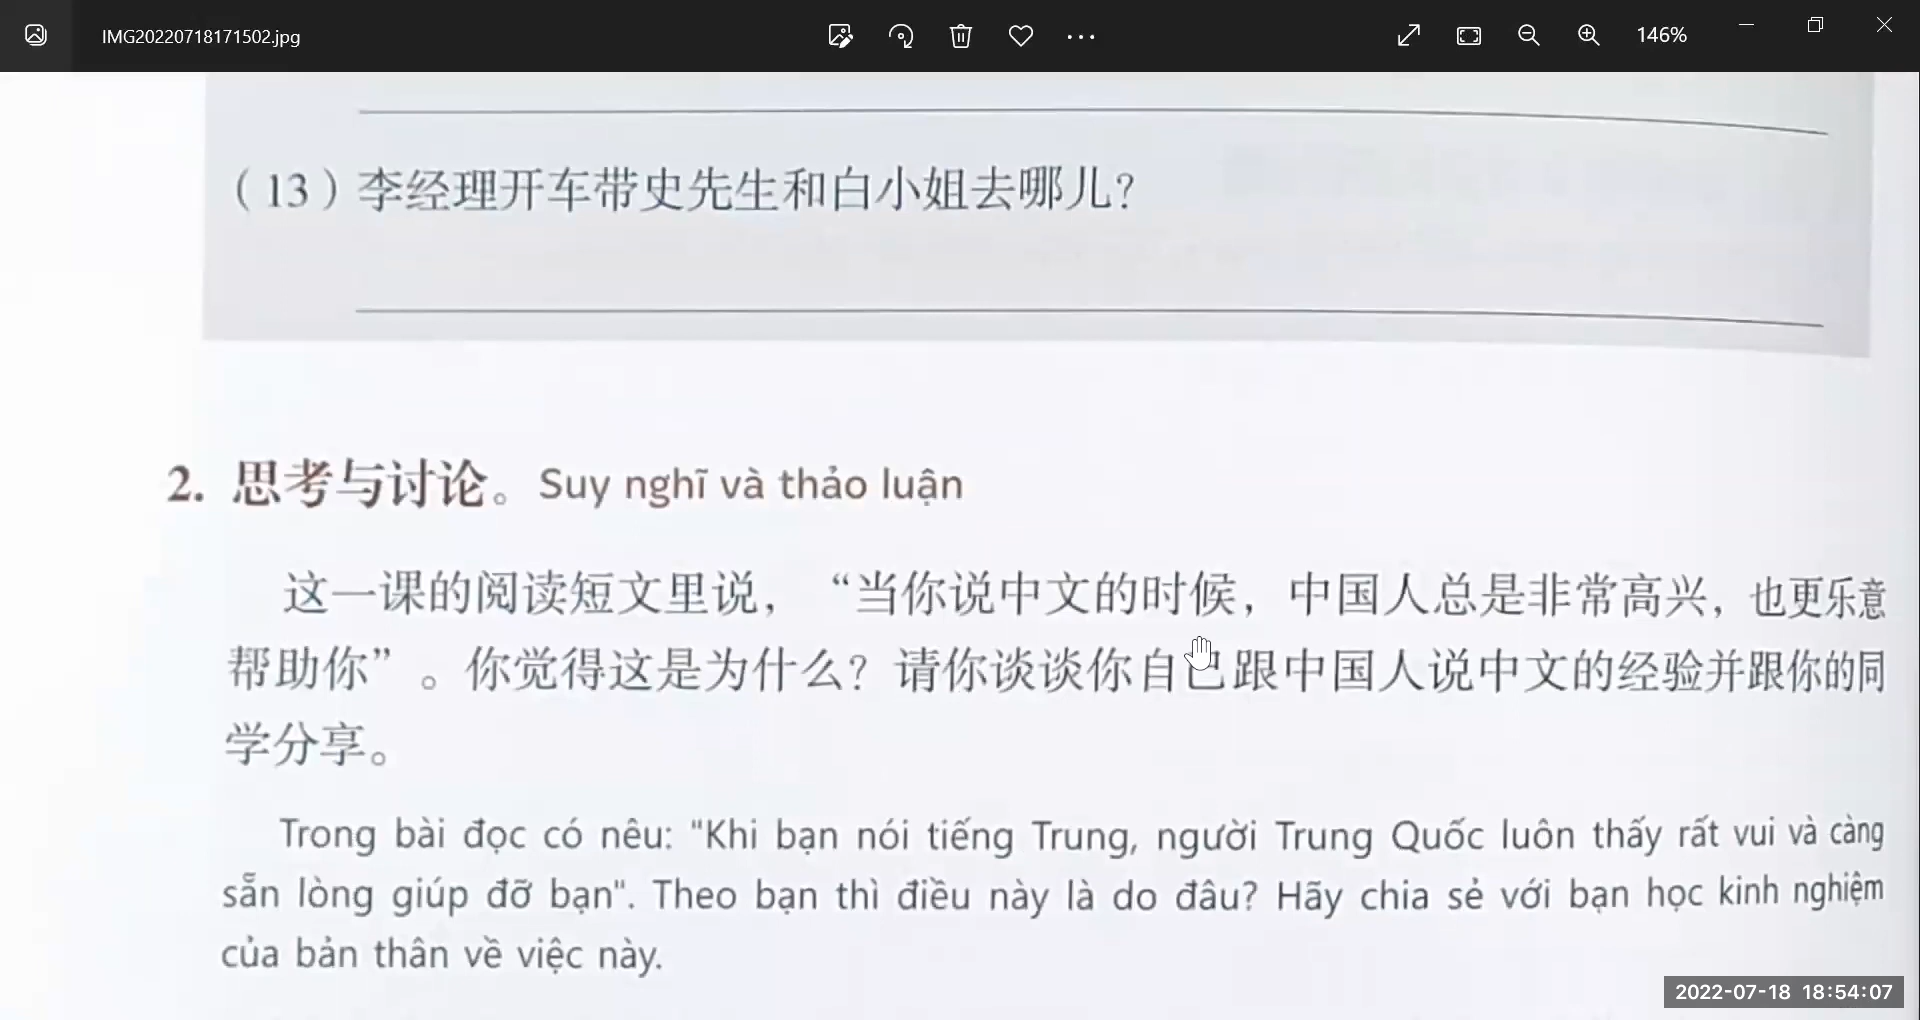 IMG20220718171502.jpg
146%
（13）李经理开车带史先生和白小姐去哪儿？
2. 思考与讨论。Suy nghĩ và thảo luận
这一课的阅读短文里说，“当你说中文的时候，中国人总是非常高兴，也更乐意
帮助你”。你觉得这是为什么？请你谈谈你自己跟中国人说中文的经验并跟你的同
学分享。
Trong bài đọc có nêu: "Khi bạn nói tiếng Trung, người Trung Quốc luôn thấy rất vui và càng
sẵn lòng giúp đỡ bạn". Theo bạn thì điều này là do đâu? Hãy chia sẻ với bạn học kinh nghiệm
của bản thân về việc này.
2022-07-18 18:54:07